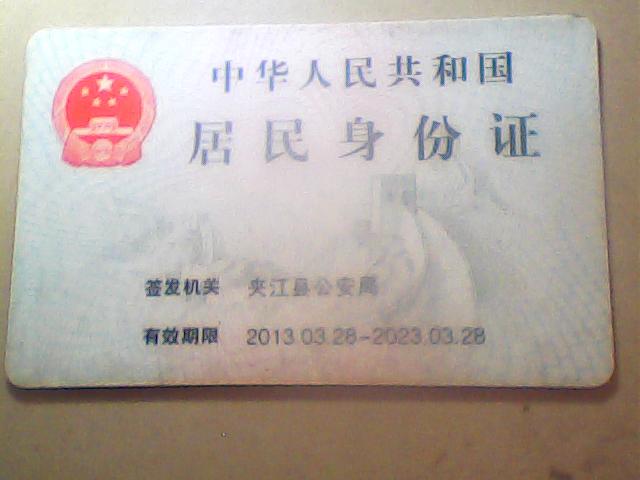 中华人民共和国
居民身份证
签发机关 夹江县公安局
有效期限 2013.03.28-2023.03.28